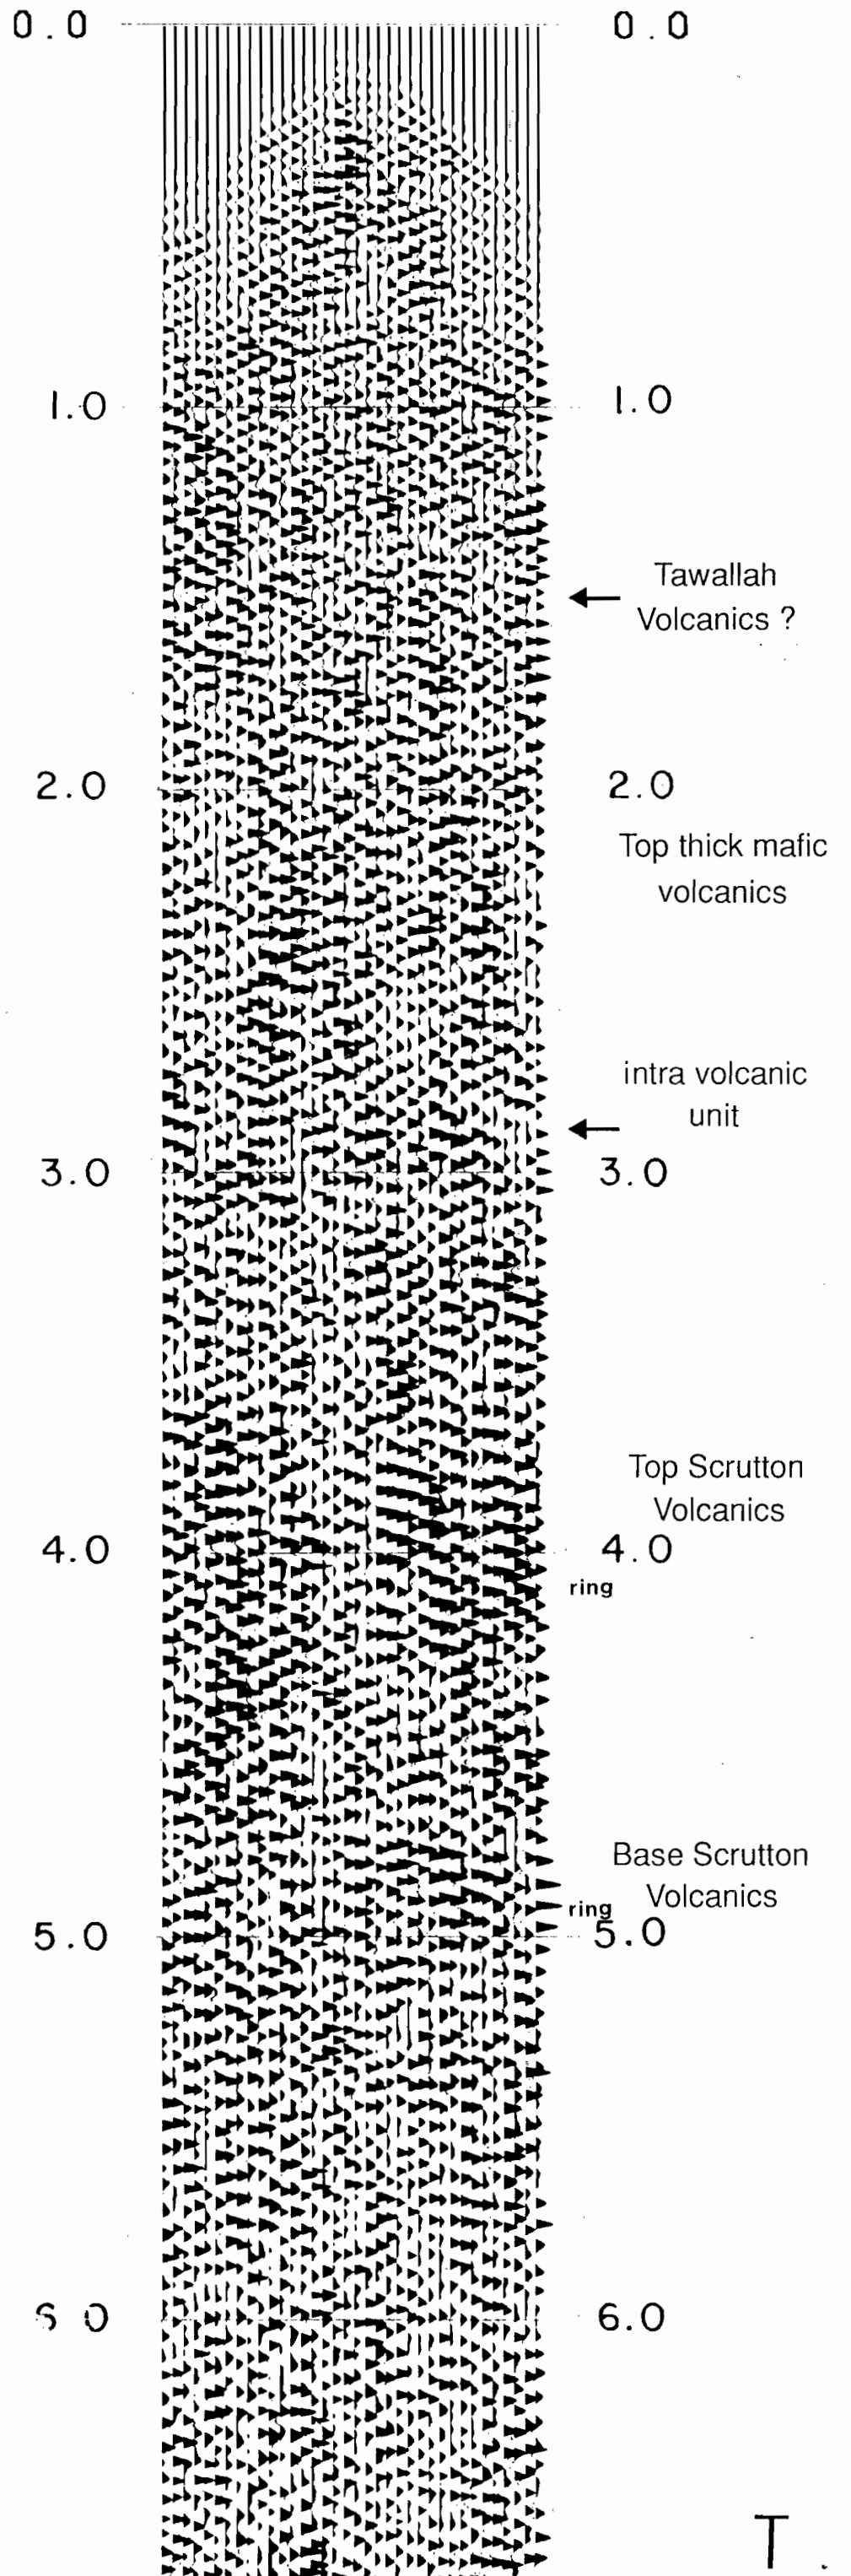 0.0 0.0
1.0 1.0
Tawallah
Volcanics ?
2.0 2.0
Top thick mafic
volcanics
intra volcanic
unit
3.0 3.0
Top Scrutton
Volcanics
4.0 4.0
ring
Base Scrutton
Volcanics
ring
5.0 5.0
6 0 6.0
T